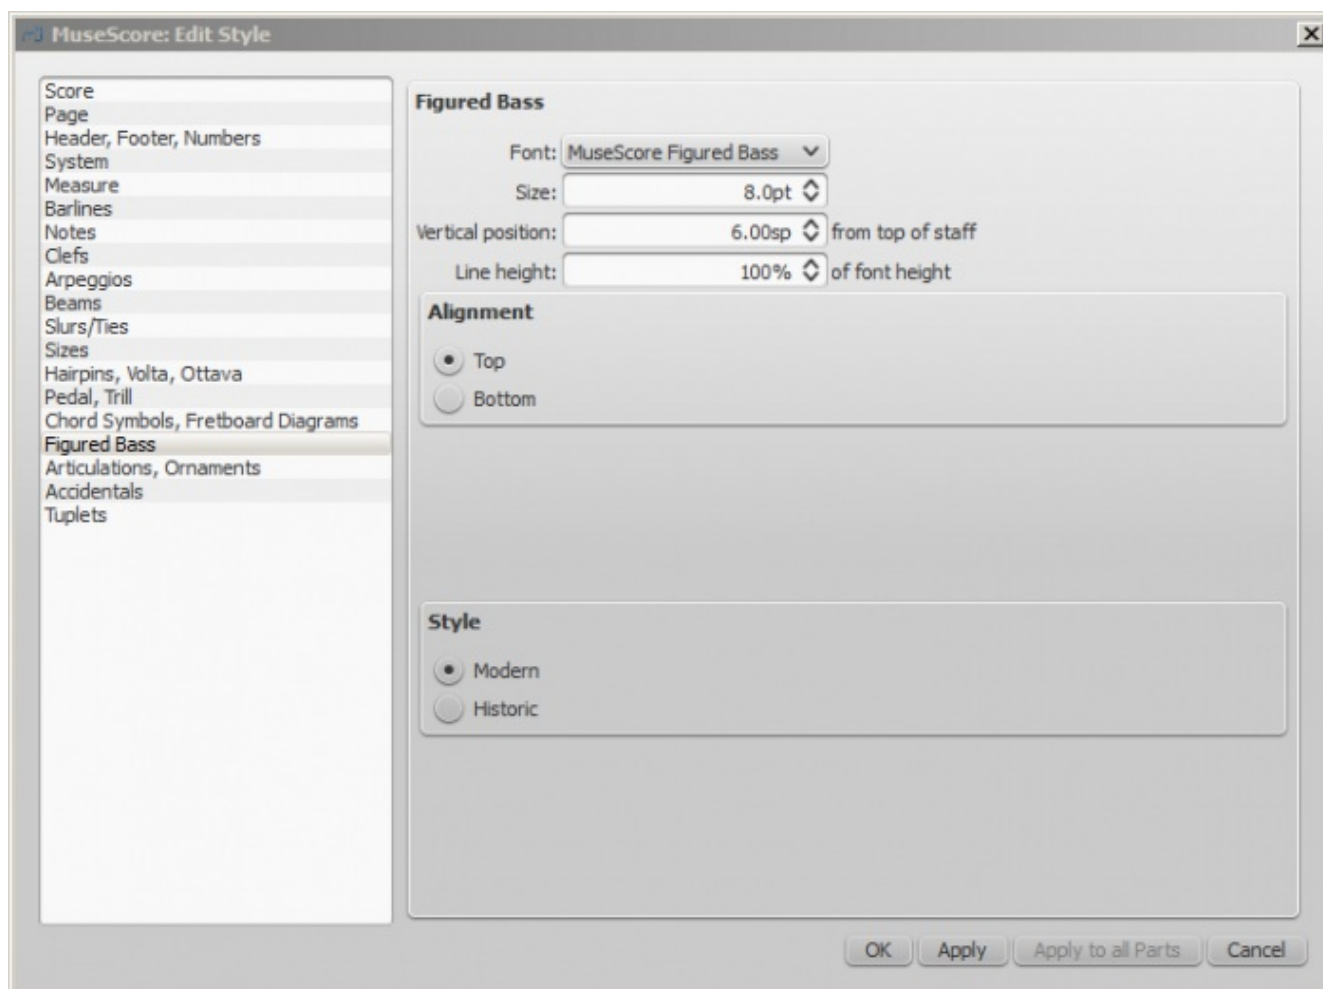 MuseScore: Edit Style
Score
Page
Header, Footer, Numbers
System
Measure
Barlines
Notes
Clefs
Arpeggios
Beams
Slurs/Ties
Sizes
Hairpins, Volta, Ottava
Pedal, Trill
Chord Symbols, Fretboard Diagrams
Figured Bass
Articulations, Ornaments
Accidentals
Tuplets
Figured Bass
Font: MuseScore Figured Bass
Size: 8.0pt
Vertical position: 6.00sp from top of staff
Line height: 100% of font height
Alignment
Top
Bottom
Style
Modern
Historic
OK Apply Apply to all Parts Cancel